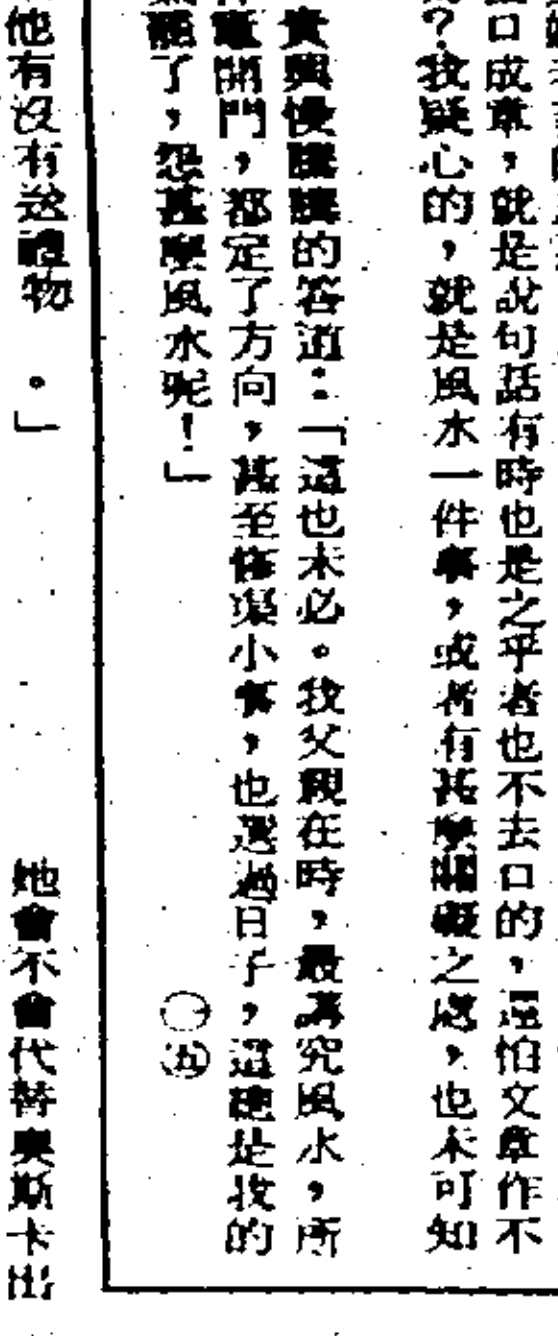 口成章，就是說句話有時也是之乎者也不去口的，還怕文章作不
？我疑心的，就是風水一件事，或者有甚麼關礙之處，也未可知
貴興慢騰騰的答道：「這也未必。我父親在時，最講究風水，所
竈開門，都定了方向，甚至修渠小事，也選過日子，這總是我的
了，怨甚麼風水呢！」
㊀㊄
他有沒有送禮物 。」 她會不會代替奧斯卡出